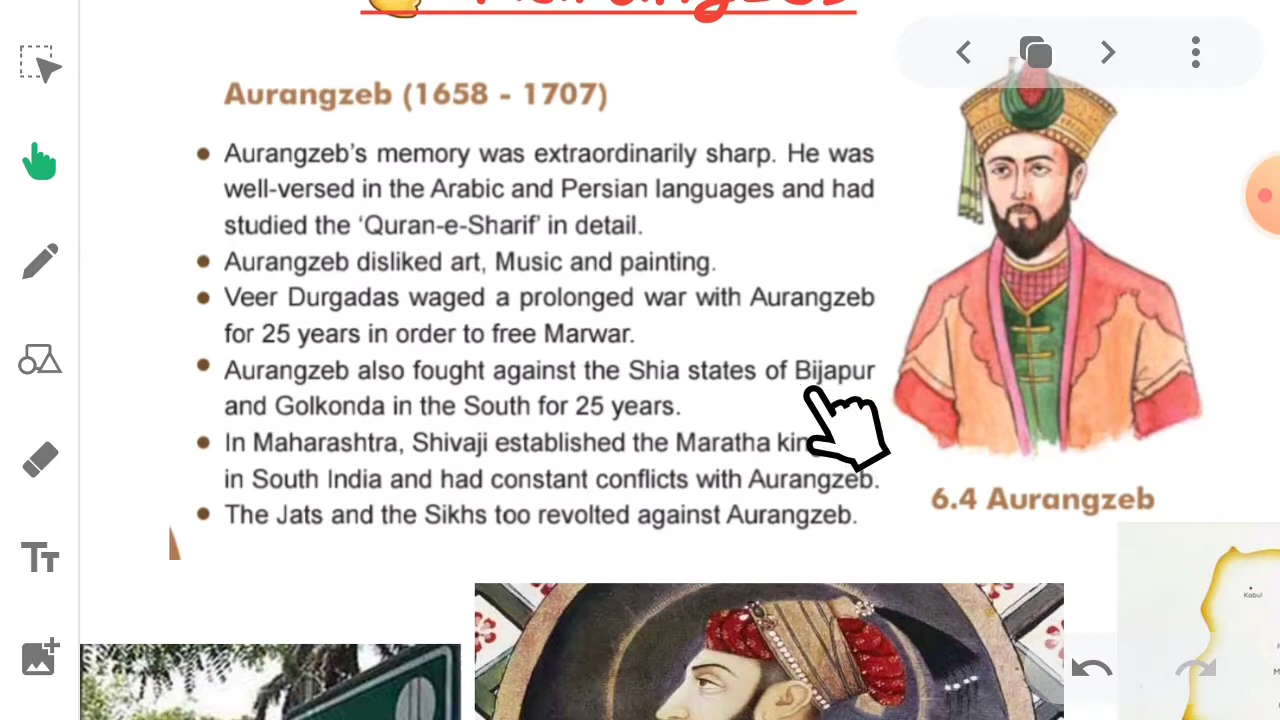 Aurangzeb (1658 - 1707)
Aurangzeb's memory was extraordinarily sharp. He was
well-versed in the Arabic and Persian languages and had
studied the 'Quran-e-Sharif' in detail.
Aurangzeb disliked art, Music and painting.
Veer Durgadas waged a prolonged war with Aurangzeb
for 25 years in order to free Marwar.
Aurangzeb also fought against the Shia states of Bijapur
and Golkonda in the South for 25 years.
In Maharashtra, Shivaji established the Maratha
in South India and had constant conflicts with Aurangzeb.
The Jats and the Sikhs too revolted against Aurangzeb.
6.4 Aurangzeb
Kabul
TT